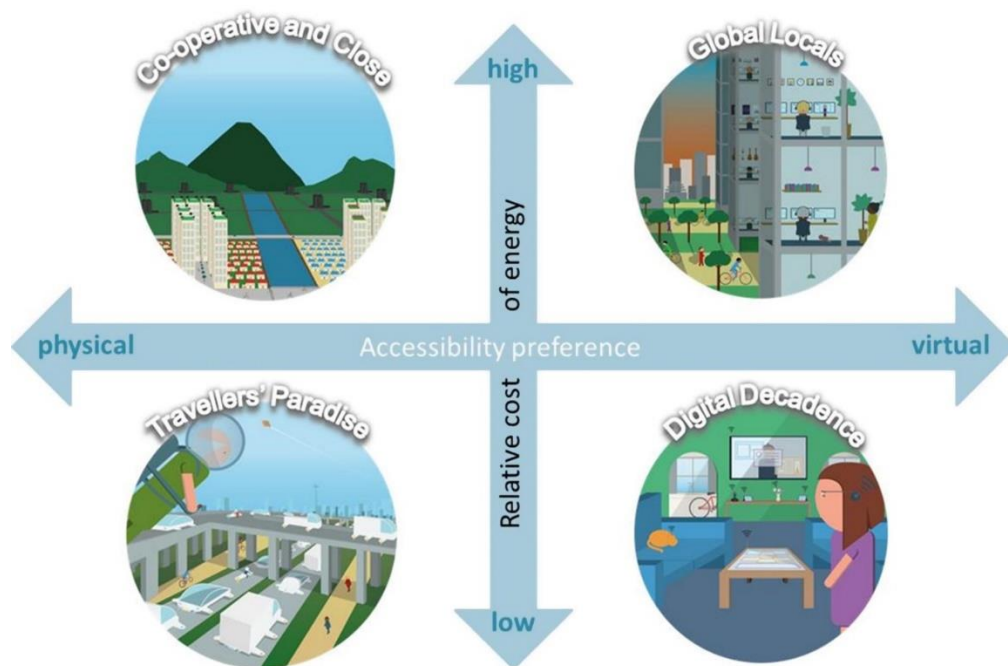 Co-operative and Close
Global Locals
high
Relative cost of energy
physical
Accessibility preference
virtual
Travellers' Paradise
Digital Decadence
low